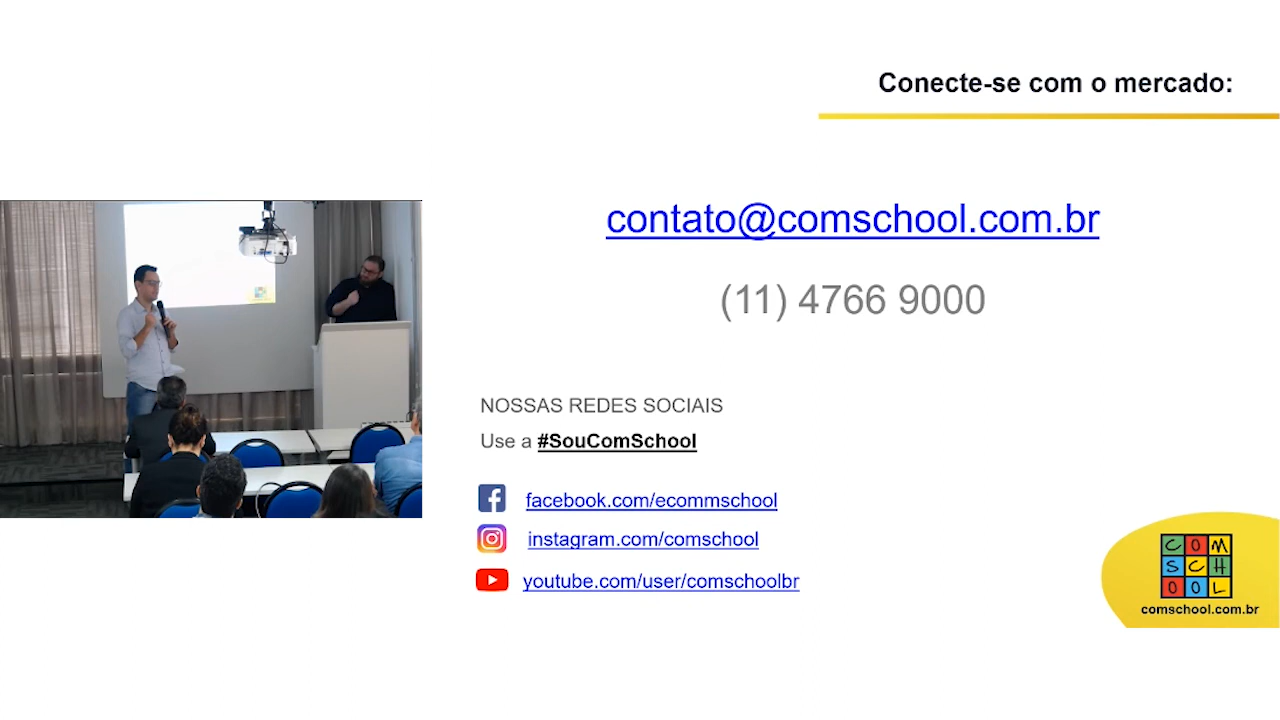 Conecte-se com o mercado:
contato@comschool.com.br
(11) 4766 9000
NOSSAS REDES SOCIAIS
Use a #SouComSchool
facebook.com/ecommschool
instagram.com/comschool
youtube.com/user/comschoolbr
COM
SCH
OOL
comschool.com.br